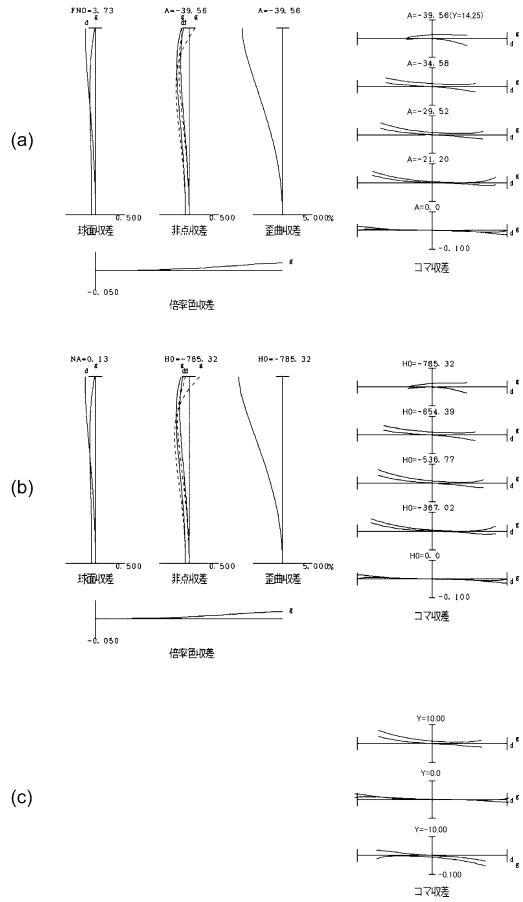 FNO=3.73
A=-39.56
A=-39.56
A=-39.56(Y=14.25)
d g
g
d d
g
g
d
A=-34.58
g
d
A=-29.52
g
d
(a)
A=-21.20
g
d
A=0.0
0.500
0.500
5.000%
球面収差
非点収差
歪曲収差
g
d
-0.100
コマ収差
g
-0.050
倍率色収差
NA=0.13
H0=-785.32
H0=-785.32
H0=-785.32
d g
g
d d
g
g
d
H0=-654.39
g
d
H0=-536.77
g
d
(b)
H0=-367.02
g
d
H0=0.0
0.500
0.500
5.000%
球面収差
非点収差
歪曲収差
g
d
-0.100
コマ収差
g
-0.050
倍率色収差
Y=10.00
g
d
Y=0.0
(c)
g
d
Y=-10.00
d g
-0.100
コマ収差